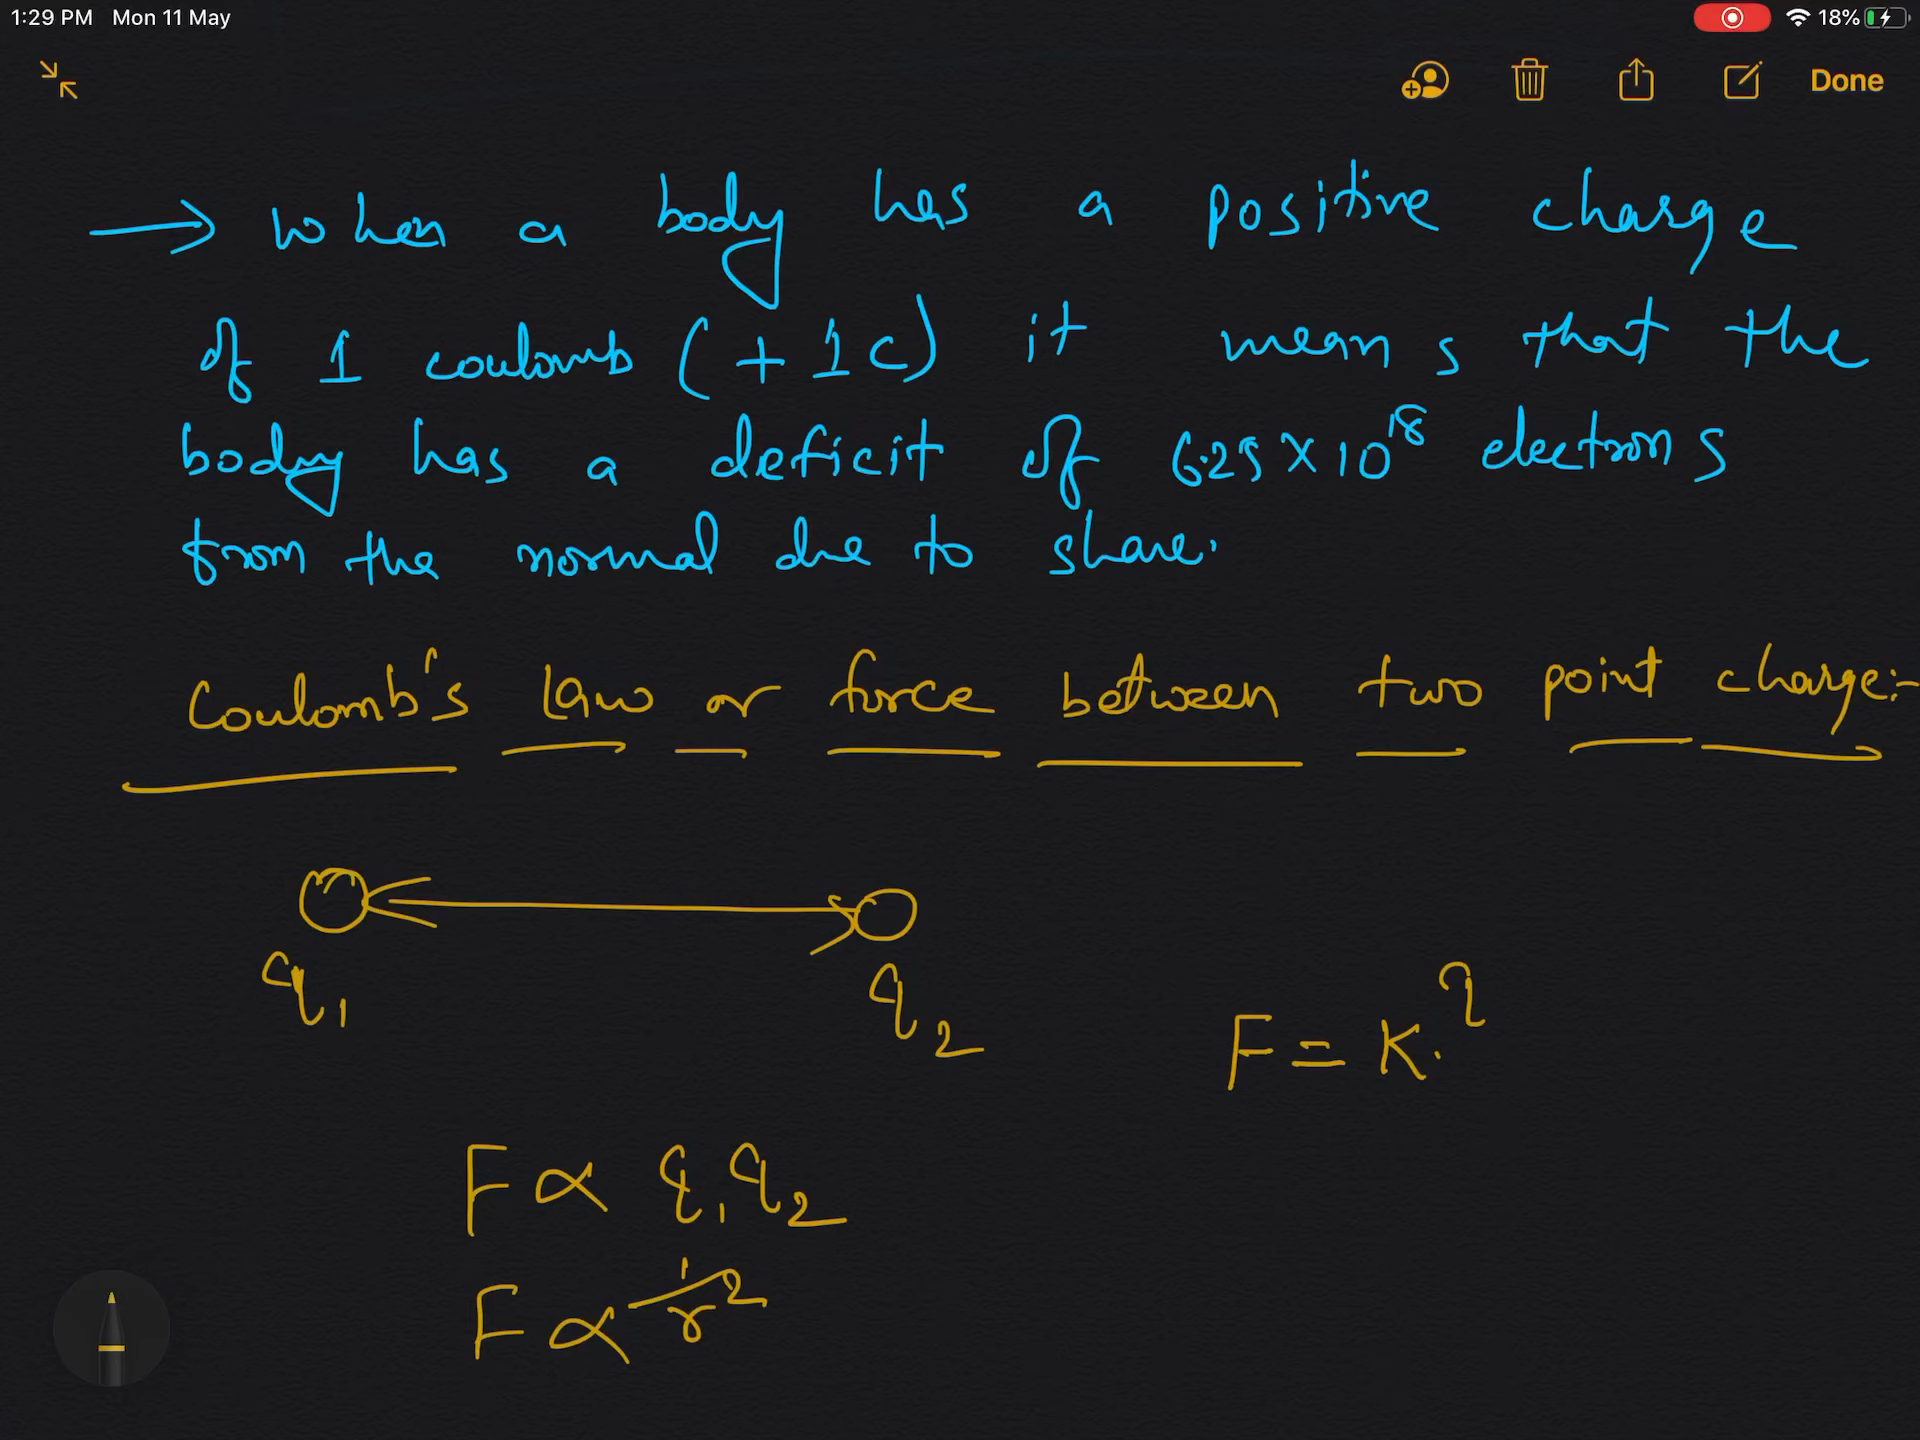 1:29 PM Mon 11 May 18%
Done
→ When a body has a positive charge
of 1 coulomb (+1C) it means that the
body has a deficit of 6.25 × 10¹⁸ electrons
from the normal due to share.
Coulomb's Law or force between two point charge:-
q₁ q₂
F = K. q
F ∝ q₁q₂
F ∝ 1/r²